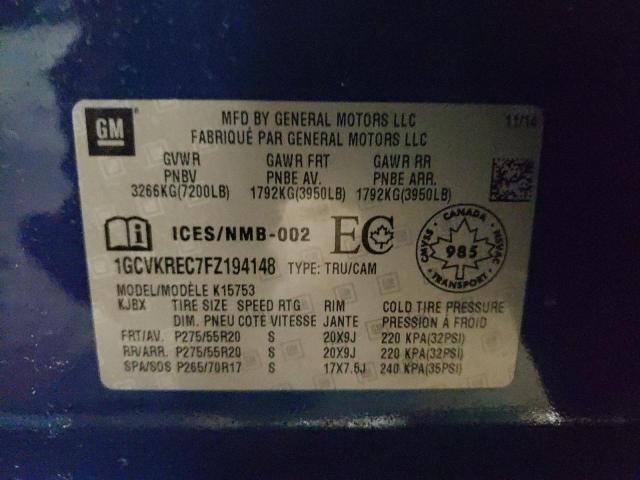 GM
MFD BY GENERAL MOTORS LLC 11/14
FABRIQUÉ PAR GENERAL MOTORS LLC
GVWR GAWR FRT GAWR RR
PNBV PNBE AV. PNBE ARR.
3266KG(7200LB) 1792KG(3950LB) 1792KG(3950LB)
ICES/NMB-002 EC
CANADA
CMVSS 985 NSVAC
TRANSPORT
1GCVKREC7FZ194148 TYPE: TRU/CAM
MODEL/MODÈLE K15753
KJBX TIRE SIZE SPEED RTG RIM COLD TIRE PRESSURE
DIM. PNEU COTE VITESSE JANTE PRESSION À FROID
FRT/AV. P275/55R20 S 20X9J 220 KPA(32PSI)
RR/ARR. P275/55R20 S 20X9J 220 KPA(32PSI)
SPA/SOS P265/70R17 S 17X7.5J 240 KPA(35PSI)